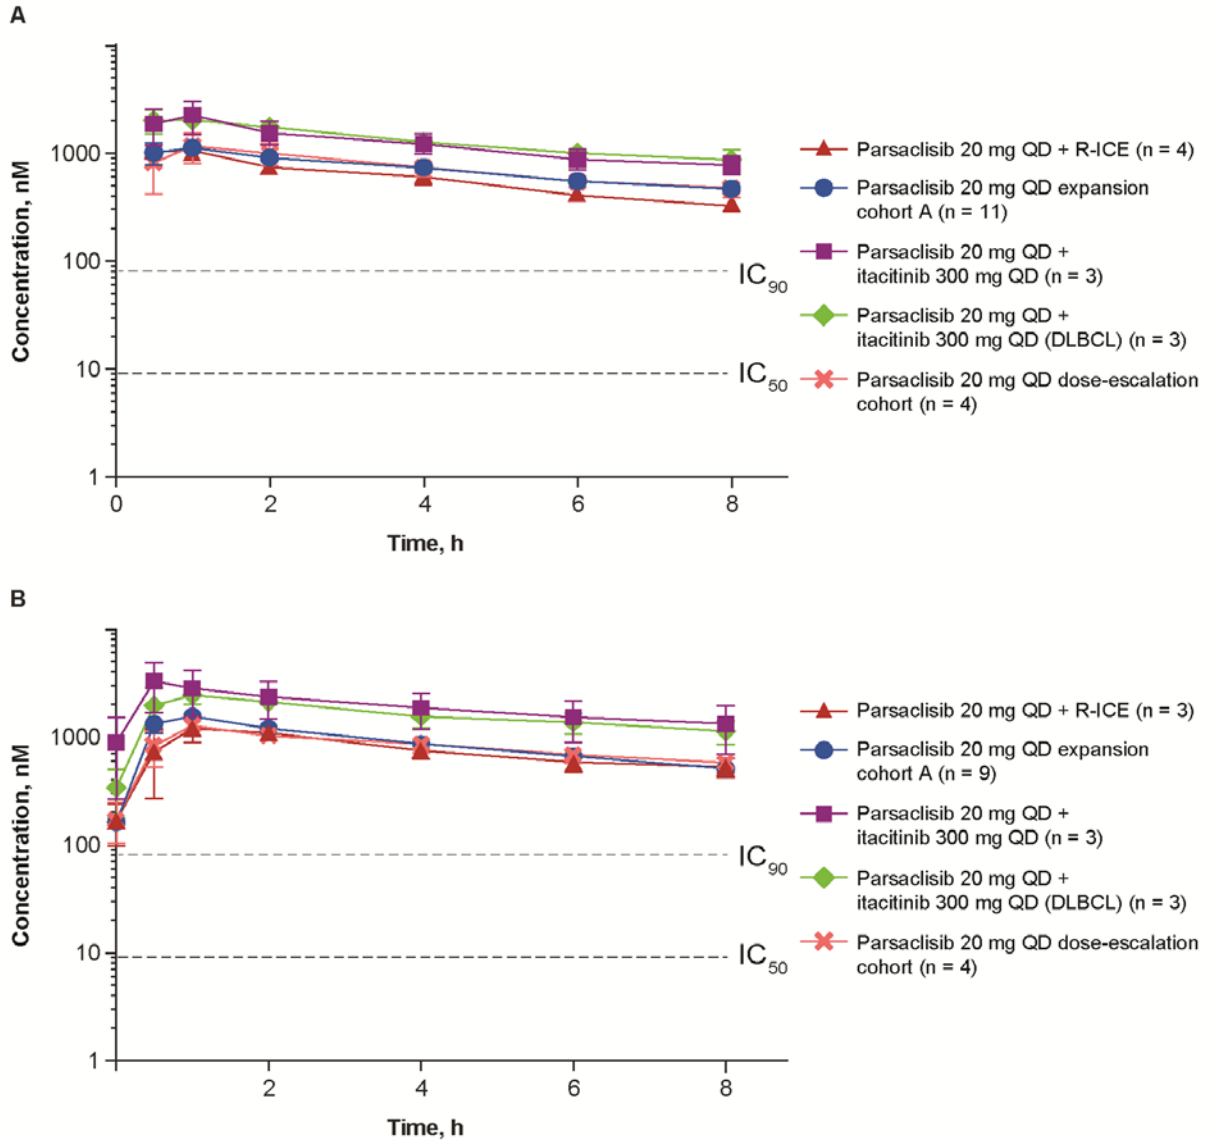 A
Concentration, nM
1000
100
10
1
0
2
4
6
8
Time, h
IC90
IC50
Parsaclisib 20 mg QD + R-ICE (n = 4)
Parsaclisib 20 mg QD expansion
cohort A (n = 11)
Parsaclisib 20 mg QD +
itacitinib 300 mg QD (n = 3)
Parsaclisib 20 mg QD +
itacitinib 300 mg QD (DLBCL) (n = 3)
Parsaclisib 20 mg QD dose-escalation
cohort (n = 4)
B
Concentration, nM
1000
100
10
1
2
4
6
8
Time, h
IC90
IC50
Parsaclisib 20 mg QD + R-ICE (n = 3)
Parsaclisib 20 mg QD expansion
cohort A (n = 9)
Parsaclisib 20 mg QD +
itacitinib 300 mg QD (n = 3)
Parsaclisib 20 mg QD +
itacitinib 300 mg QD (DLBCL) (n = 3)
Parsaclisib 20 mg QD dose-escalation
cohort (n = 4)